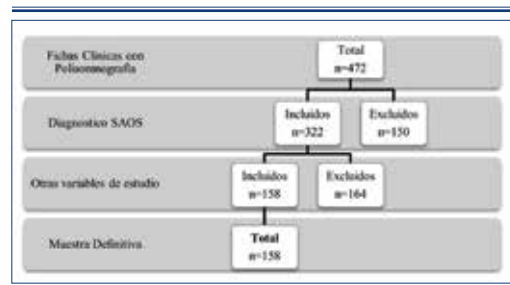 Fichas Clínicas con
Polisomnografía
Total
n=472
Diagnostico SAOS
Incluidos
n=322
Excluidos
n=150
Otras variables de estudio
Incluidos
n=158
Excluidos
n=164
Muestra Definitiva
Total
n=158